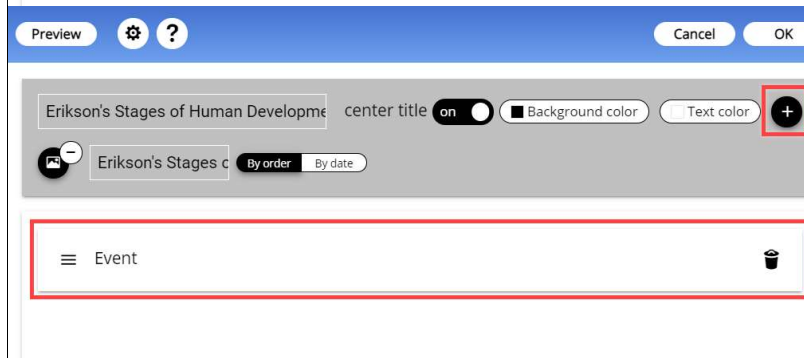 Preview ? Cancel OK
Erikson's Stages of Human Developme center title on Background color Text color +
Erikson's Stages c By order By date
Event